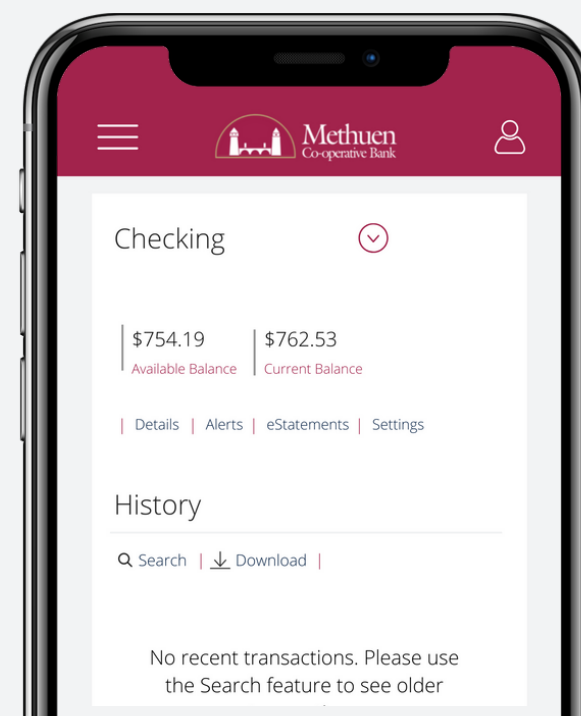 Methuen
Co-operative Bank
Checking
$754.19 $762.53
Available Balance Current Balance
| Details | Alerts | eStatements | Settings
History
Search | Download |
No recent transactions. Please use
the Search feature to see older